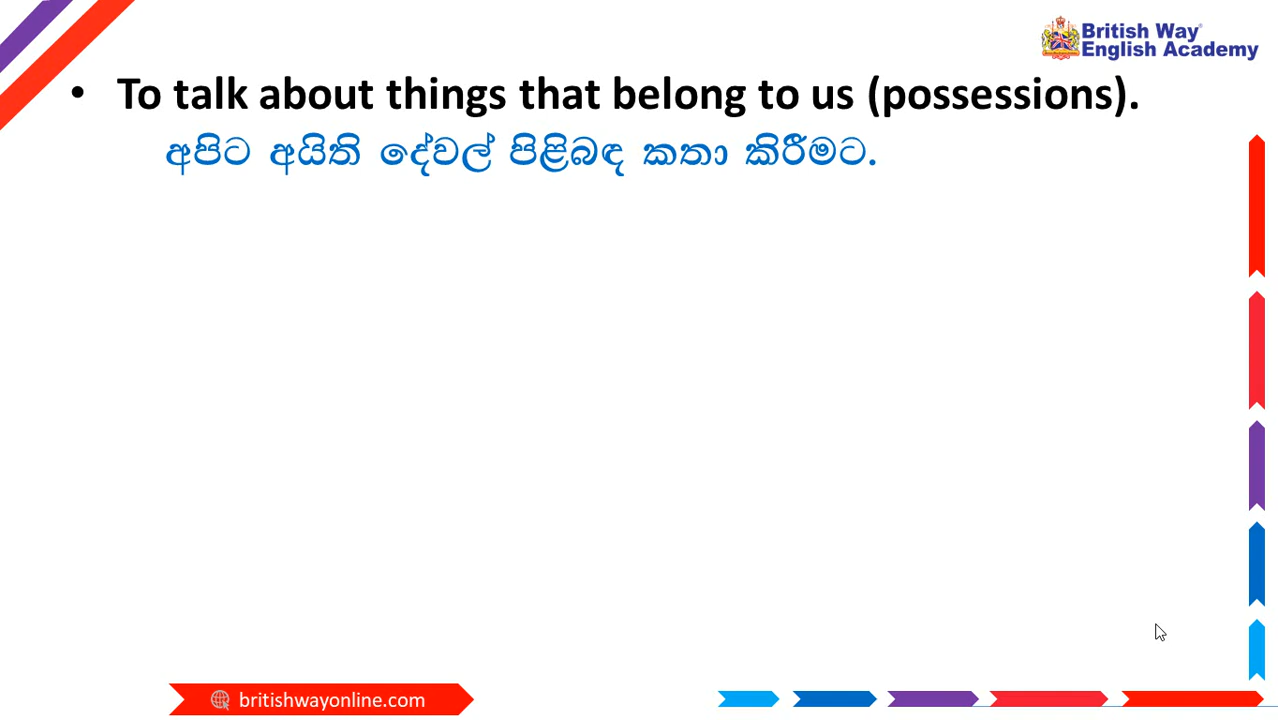 British Way
English Academy
• To talk about things that belong to us (possessions).
අපිට අයිති දේවල් පිළිබඳ කතා කිරීමට.
britishwayonline.com